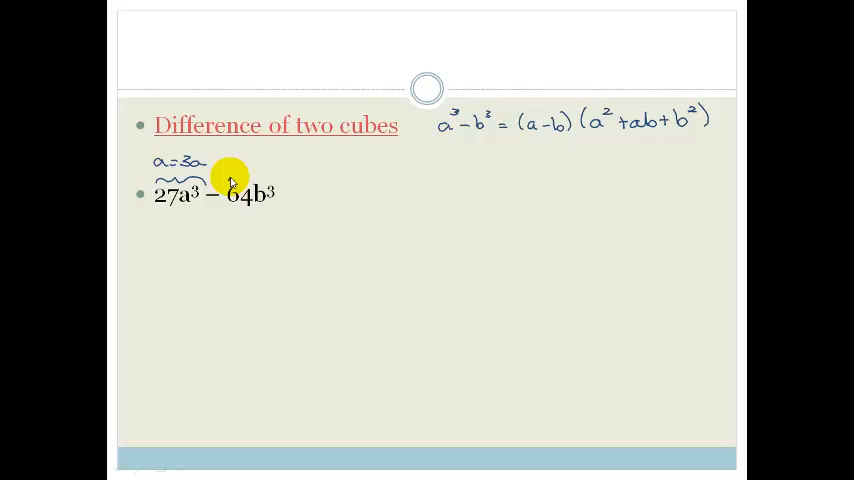 Difference of two cubes a³ - b³ = (a-b) (a² + ab + b²)
a = 3a
27a³ – 64b³